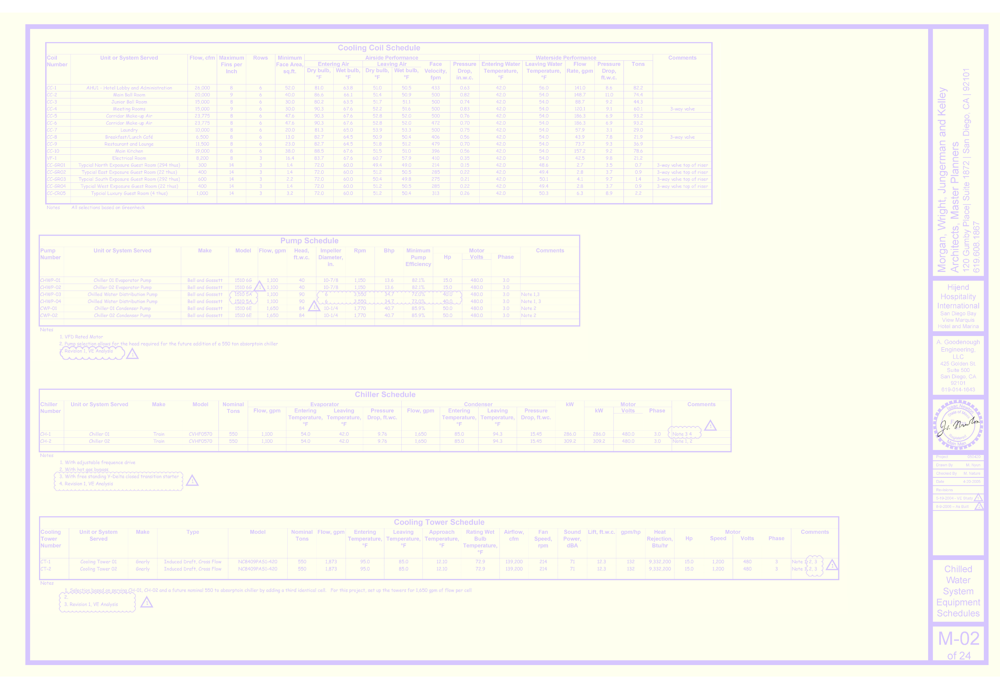 Cooling Coil Schedule
Coil Number Unit or System Served Flow, cfm Maximum Fins per Inch Rows Minimum Face Area, sq.ft. Airside Performance Waterside Performance Comments
Entering Air Leaving Air Face Velocity, fpm Pressure Drop, in.w.c. Entering Water Temperature, °F Leaving Water Temperature, °F Flow Rate, gpm Pressure Drop, ft.w.c. Tons
Dry bulb, °F Wet bulb, °F Dry bulb, °F Wet bulb, °F
CC-1 AHU1 - Hotel Lobby and Administration 26,000 8 6 52.0 81.0 63.8 51.0 50.5 433 0.63 42.0 56.0 141.0 8.6 82.2
CC-2 Main Ball Room 20,000 9 6 40.0 86.6 66.1 51.4 50.9 500 0.82 42.0 54.0 148.7 11.0 74.4
CC-3 Junior Ball Room 15,000 8 6 30.0 80.2 63.5 51.7 51.1 500 0.74 42.0 54.0 88.7 9.2 44.3
CC-4 Meeting Rooms 15,000 9 6 30.0 90.3 67.6 52.2 51.6 500 0.83 42.0 54.0 120.1 9.1 60.1 3-way valve
CC-5 Corridor Make-up Air 23,775 8 6 47.6 90.3 67.6 52.8 52.0 500 0.76 42.0 54.0 186.3 6.9 93.2
CC-6 Corridor Make-up Air 23,775 8 6 47.6 90.3 67.6 52.8 52.0 472 0.70 42.0 54.0 186.3 6.9 93.2
CC-7 Laundry 10,000 8 6 20.0 81.3 65.0 53.9 53.3 500 0.75 42.0 54.0 57.9 3.1 29.0
CC-8 Breakfast/Lunch Café 6,500 8 6 13.0 82.7 64.5 50.9 50.4 406 0.56 42.0 54.0 43.9 7.8 21.9 3-way valve
CC-9 Restaurant and Lounge 11,500 8 6 23.0 82.7 64.5 51.8 51.2 479 0.70 42.0 54.0 73.7 9.3 36.9
CC-10 Main Kitchen 19,000 8 6 38.0 88.5 67.6 51.5 51.0 396 0.56 42.0 54.0 157.2 9.2 78.6
VF-1 Electrical Room 8,200 8 3 16.4 83.7 67.6 60.7 57.9 410 0.35 42.0 54.0 42.5 9.8 21.2
CC-GR01 Typcial North Exposure Guest Room (294 thus) 300 14 3 1.4 72.0 60.0 49.4 49.0 214 0.15 42.0 48.6 2.7 3.5 0.7 3-way valve top of riser
CC-GR02 Typcial East Exposure Guest Room (22 thus) 400 14 3 1.4 72.0 60.0 51.2 50.5 285 0.22 42.0 49.4 2.8 3.7 0.9 3-way valve top of riser
CC-GR03 Typcial South Exposure Guest Room (292 thus) 600 14 3 2.2 72.0 60.0 50.4 49.8 275 0.21 42.0 50.1 4.1 9.7 1.4 3-way valve top of riser
CC-GR04 Typcial West Exposure Guest Room (22 thus) 400 14 3 1.4 72.0 60.0 51.2 50.5 285 0.22 42.0 49.4 2.8 3.7 0.9 3-way valve top of riser
CC-CR05 Typcial Luxury Guest Room (4 thus) 1,000 14 3 3.2 72.0 60.0 51.2 50.4 313 0.26 42.0 50.3 6.3 8.9 2.2
Notes All selections based on Greenheck
Pump Schedule
Pump Number Unit or System Served Make Model Flow, gpm Head, ft.w.c. Impeller Diameter, in. Rpm Bhp Minimum Pump Efficiency Motor Comments
Hp Volts Phase
CHWP-01 Chiller 01 Evaporator Pump Bell and Gossett 1510 6G 1,100 40 10-7/8 1,150 13.6 82.1% 15.0 480.0 3.0
CHWP-02 Chiller 02 Evaporator Pump Bell and Gossett 1510 6G 1 1,100 40 10-7/8 1,150 13.6 82.1% 15.0 480.0 3.0
CHWP-03 Chilled Water Distribution Pump Bell and Gossett 1510 5A 1,100 90 6 3,550 34.7 72.0% 40.0 480.0 3.0 Note 1,3
CHWP-04 Chilled Water Distribution Pump Bell and Gossett 1510 5A 1,100 90 6 3,550 34.7 72.0% 40.0 480.0 3.0 Note 1, 3
CWP-01 Chiller 01 Condenser Pump Bell and Gossett 1510 6E 1,650 84 1 10-1/4 1,770 40.7 85.9% 50.0 480.0 3.0 Note 2
CWP-02 Chiller 02 Condenser Pump Bell and Gossett 1510 6E 1,650 84 10-1/4 1,770 40.7 85.9% 50.0 480.0 3.0 Note 2
Notes
1. VFD Rated Motor
2. Pump selection allows for the head required for the future addition of a 550 ton absorptoin chiller
3. Revision 1, VE Analysis 1
Chiller Schedule
Chiller Number Unit or System Served Make Model Nominal Tons Evaporator Condenser kW Motor Comments
Flow, gpm Entering Temperature, °F Leaving Temperature, °F Pressure Drop, ft.wc. Flow, gpm Entering Temperature, °F Leaving Temperature, °F Pressure Drop, ft.wc. kW Volts Phase
1
CH-1 Chiller 01 Train CVHF0570 550 1,100 54.0 42.0 9.76 1,650 85.0 94.3 15.45 286.0 286.0 480.0 3.0 Note 3 4
CH-2 Chiller 02 Train CVHF0570 550 1,100 54.0 42.0 9.76 1,650 85.0 94.3 15.45 309.2 309.2 480.0 3.0 Note 1, 2
Notes
1. With adjustable frequence drive
2. With hot gas bypass
3. With free standing Y-Delta closed transition starter
4. Revision 1, VE Analysis
1
Cooling Tower Schedule
Cooling Tower Number Unit or System Served Make Type Model Nominal Tons Flow, gpm Entering Temperature, °F Leaving Temperature, °F Approach Temperature, °F Rating Wet Bulb Temperature, °F Airflow, cfm Fan Speed, rpm Sound Power, dBA Lift, ft.w.c. gpm/hp Heat Rejection, Btu/hr Motor Comments
Hp Speed Volts Phase
CT-1 Cooling Tower 01 Gnarly Induced Draft, Cross Flow NC8409PAS1-420 550 1,873 95.0 85.0 12.10 72.9 139,200 214 71 12.3 132 9,332,200 15.0 1,200 480 3 Note 1, 2, 3
CT-2 Cooling Tower 02 Gnarly Induced Draft, Cross Flow NC8409PAS1-420 550 1,873 95.0 85.0 12.10 72.9 139,200 214 71 12.3 132 9,332,200 15.0 1,200 480 3 Note 1, 2, 3
1
Notes
1. Selection based on serving CH-01, CH-02 and a future nominal 550 to absorptoin chiller by adding a third identical cell. For this project, set up the towers for 1,650 gpm of flow per cell
2.
3. Revision 1, VE Analysis
1
Morgan, Wright, Jungerman and Kelley
Architects, Master Planners
120 Gumby Place| Suite 1872 | San Diego, CA | 92101
619.608.1867
Hijend
Hospitality
International
San Diego Bay
View Marquis
Hotel and Marina
A. Goodenough
Engineering,
LLC
425 Golden St.
Suite 500
San Diego, CA
92101
619-014-1643
Isaac Newton
State of Mass
Is. Newton
Registered
Main Man
Project 050420
Drawn By M. Nyun
Checked By M. Nature
Date 4-20-2005
Revisions
5-19-2004 - VE Study 1
8-9-2006 – As Built 2
Chilled
Water
System
Equipment
Schedules
M-02
of 24